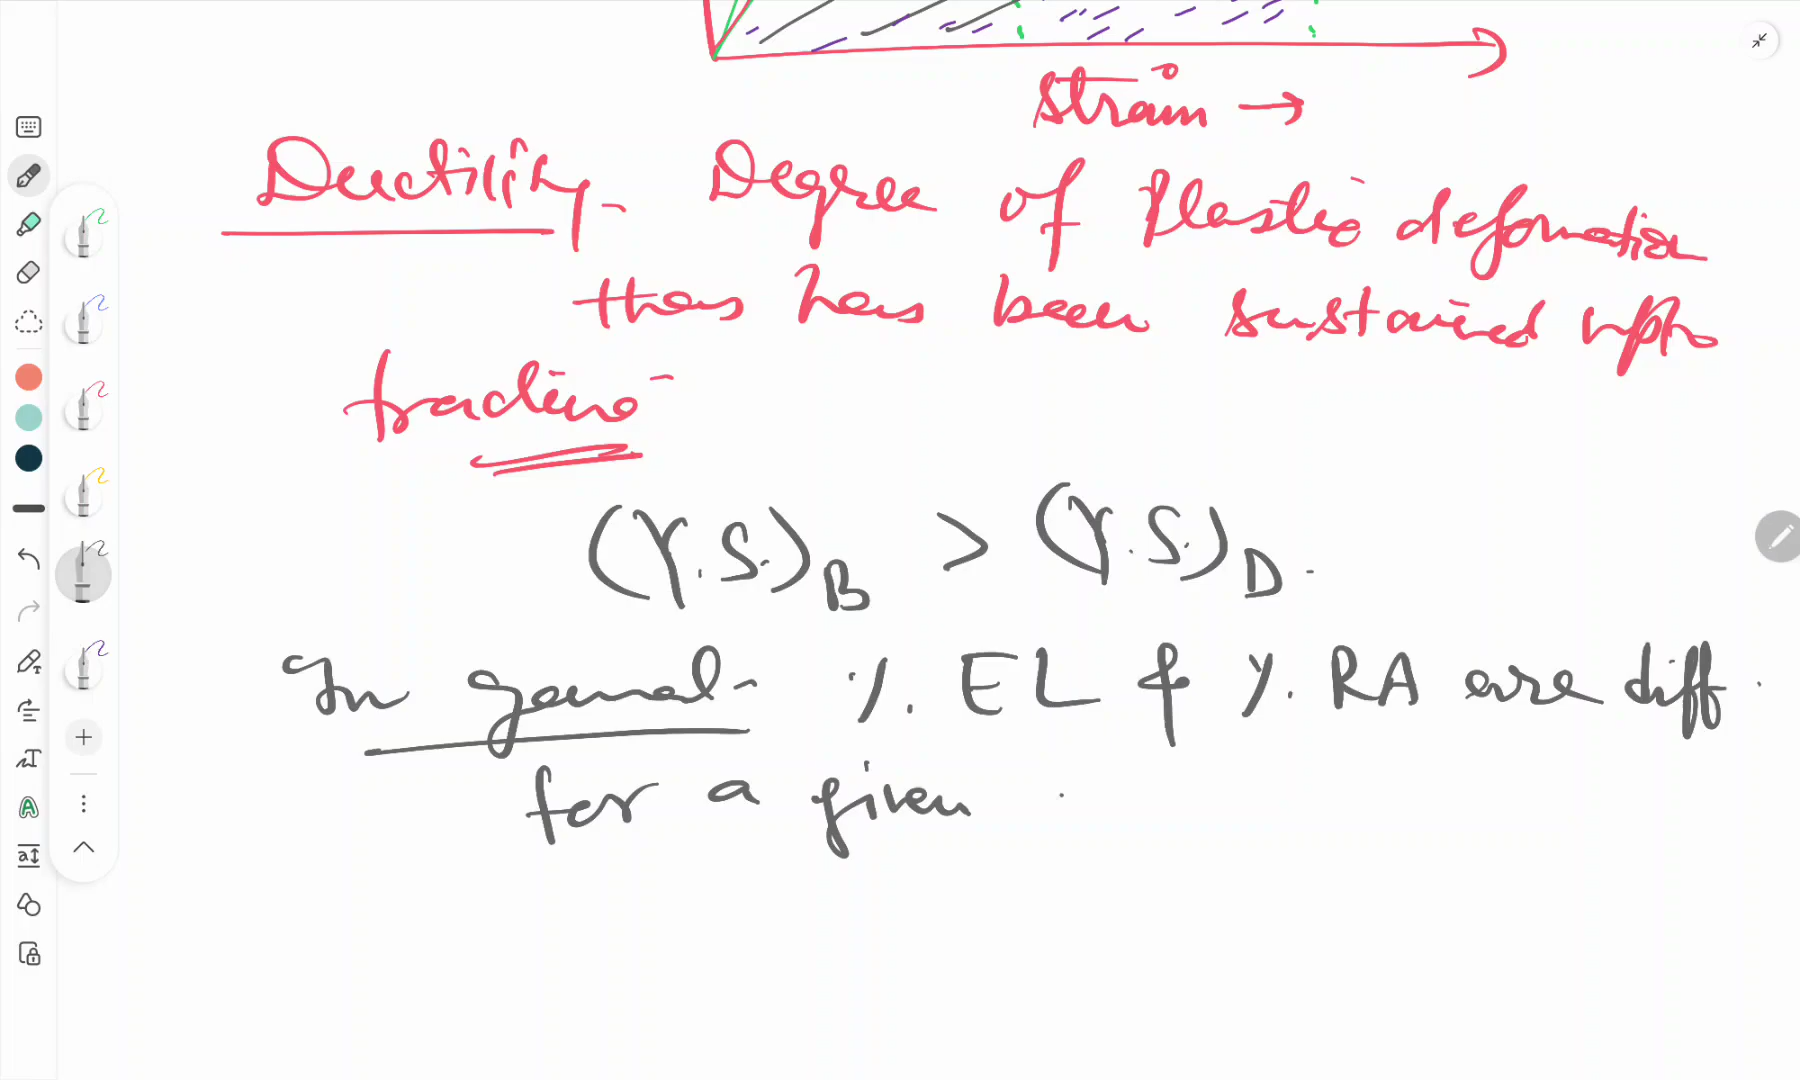 strain →
Ductility - Degree of Plastic deformation
that has been sustained upto
fracture
(Y.S.)B > (Y.S.)D.
In general - % EL & %. RA are diff.
for a given